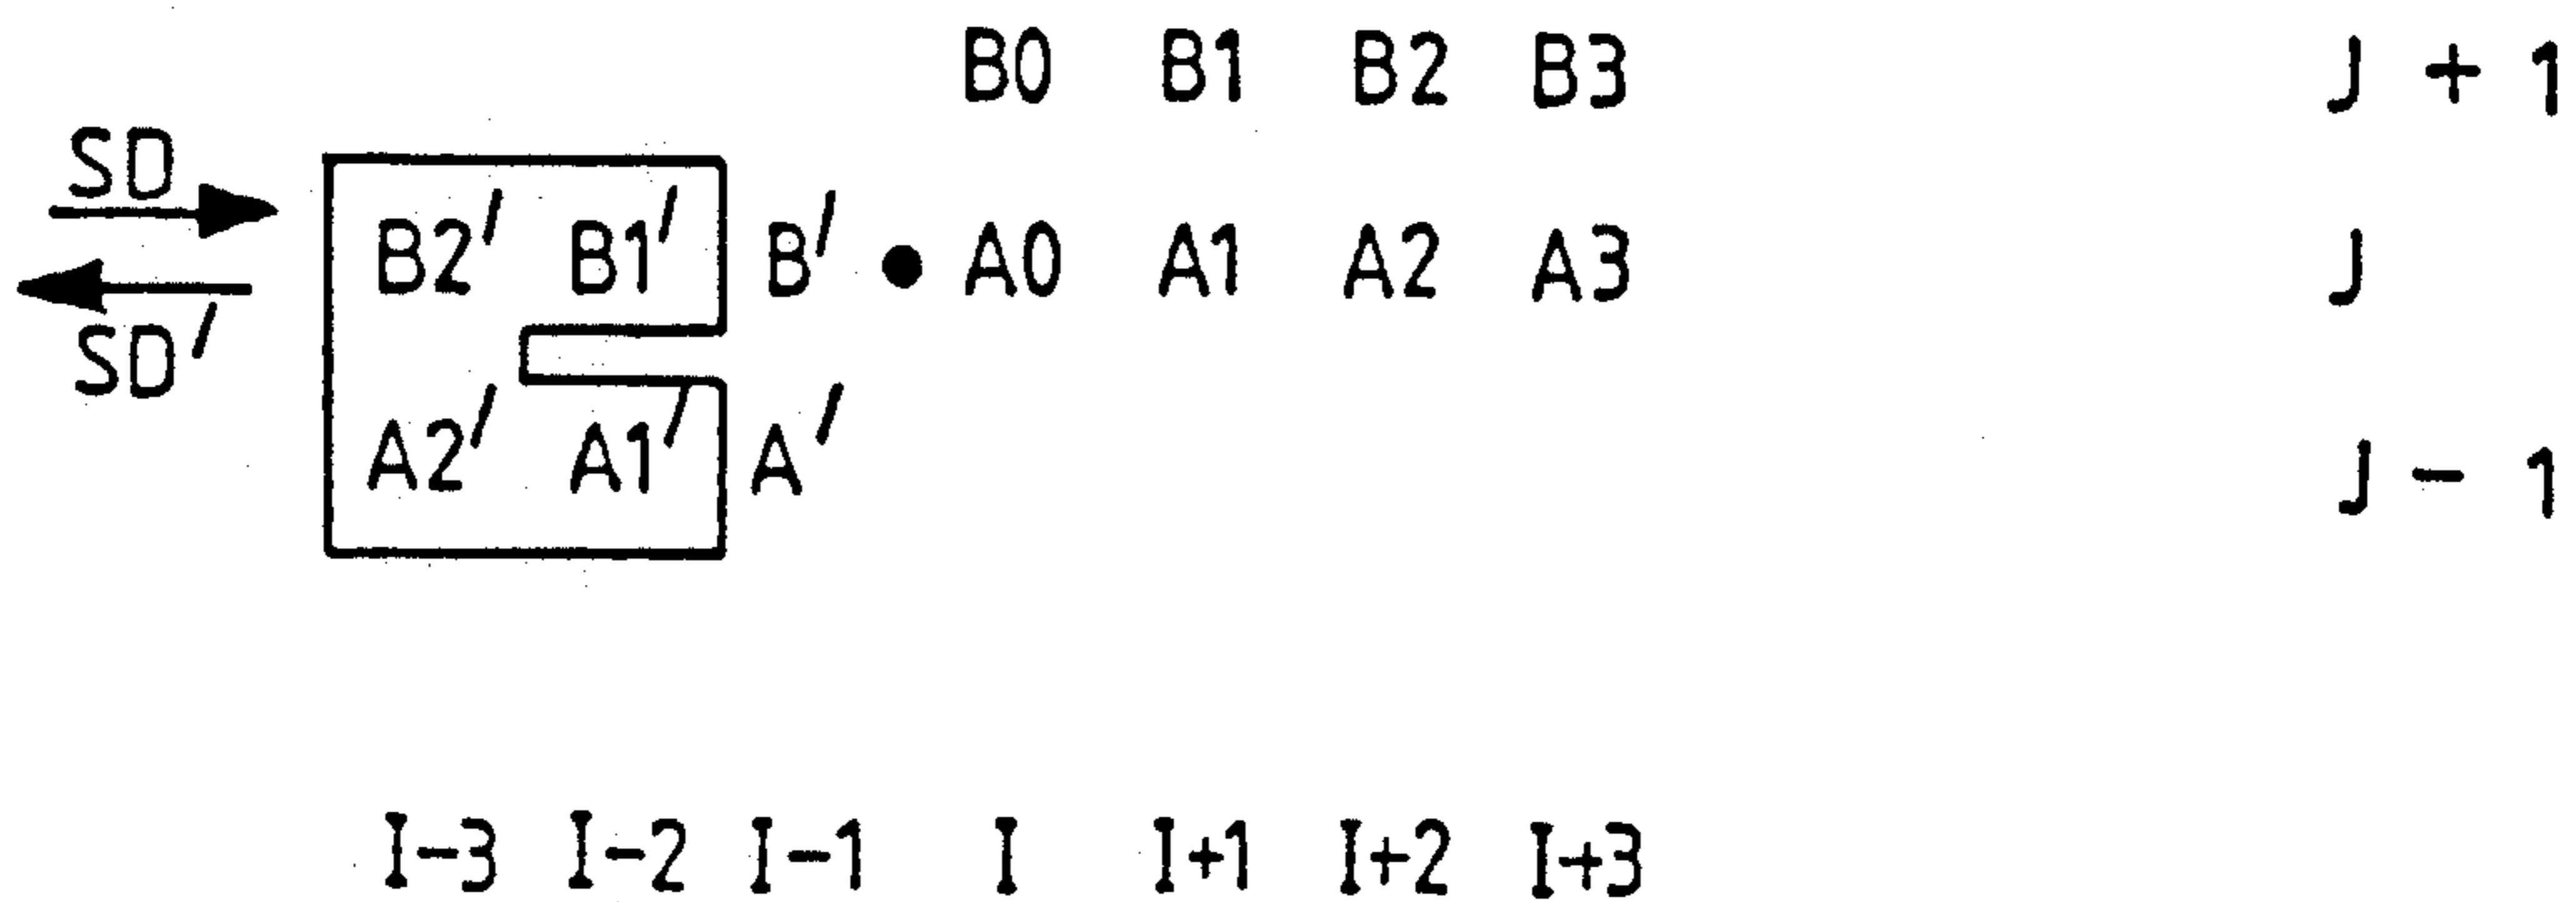 B0 B1 B2 B3 J + 1
SD
B2' B1' B' • A0 A1 A2 A3 J
SD'
A2' A1' A' J - 1
I-3 I-2 I-1 I I+1 I+2 I+3